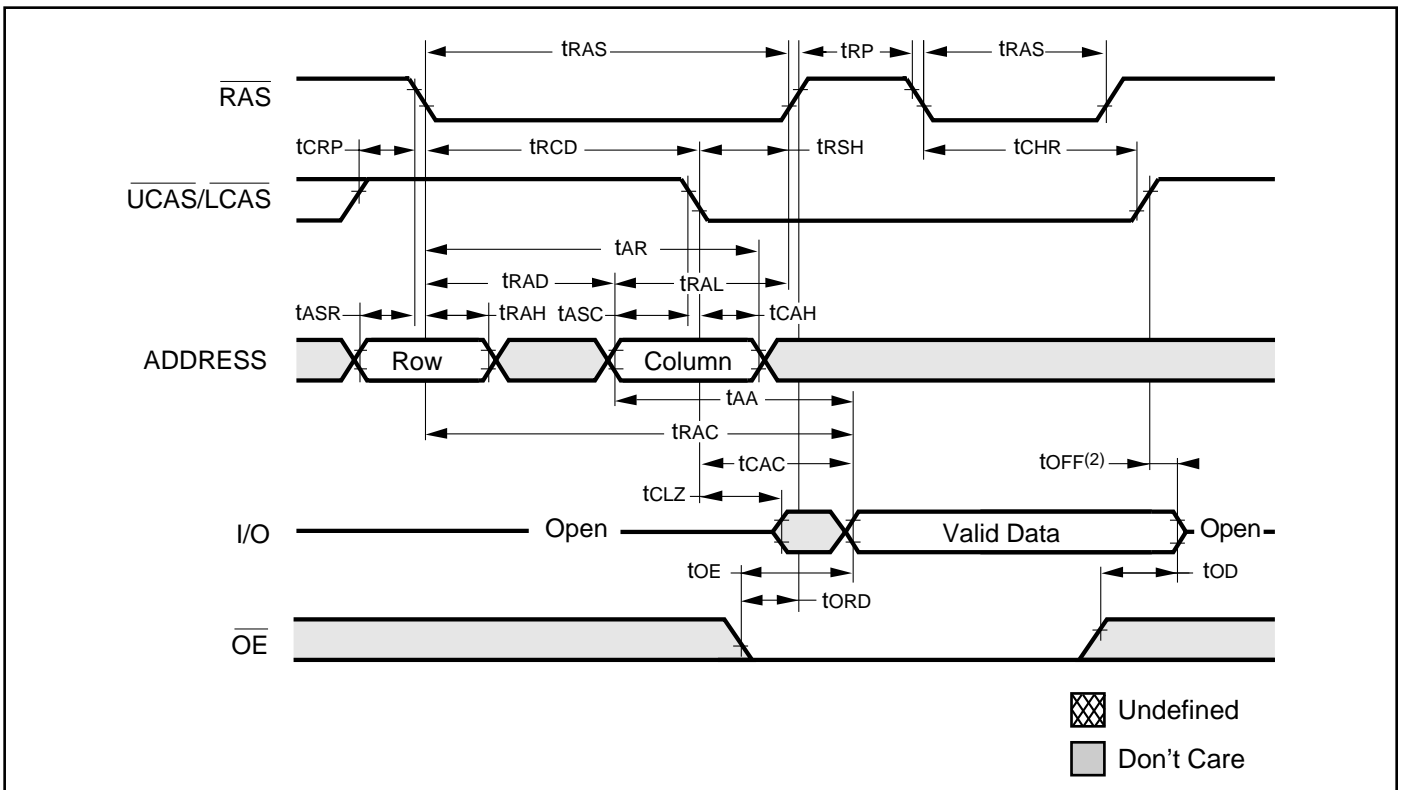 tRAS
tRP
tRAS
RAS
tCRP
tRCD
tRSH
tCHR
UCAS/LCAS
tAR
tRAD
tRAL
tASR
tRAH
tASC
tCAH
ADDRESS
Row
Column
tAA
tRAC
tCAC
tOFF(2)
tCLZ
I/O
Open
Valid Data
Open
tOE
tOD
tORD
OE
Undefined
Don't Care